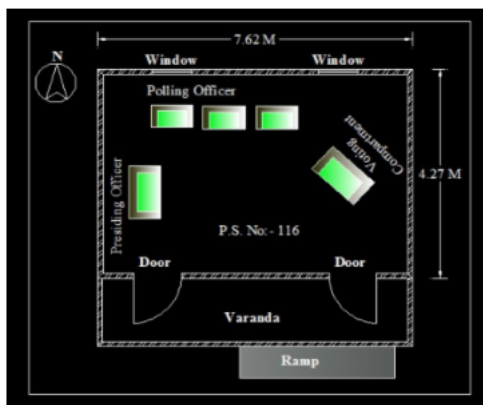 7.62 M
N
Window
Window
Polling Officer
Voting
Compartment
4.27 M
Presiding Officer
P.S. No:- 116
Door
Door
Varanda
Ramp